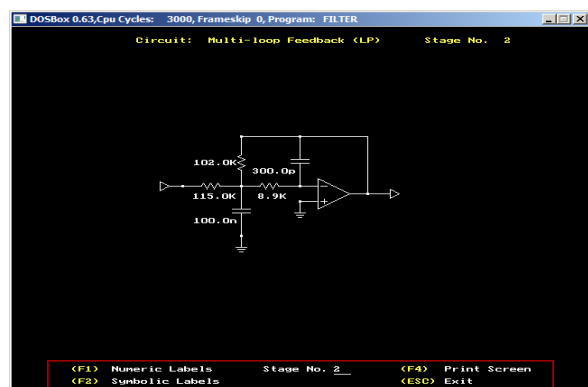 DOSBox 0.63, Cpu Cycles: 3000, Frameskip 0, Program: FILTER
Circuit: Multi-loop Feedback (LP) Stage No. 2
102.0K
300.0p
115.0K 8.9K
100.0n
(F1) Numeric Labels Stage No. 2 (F4) Print Screen
(F2) Symbolic Labels (ESC) Exit